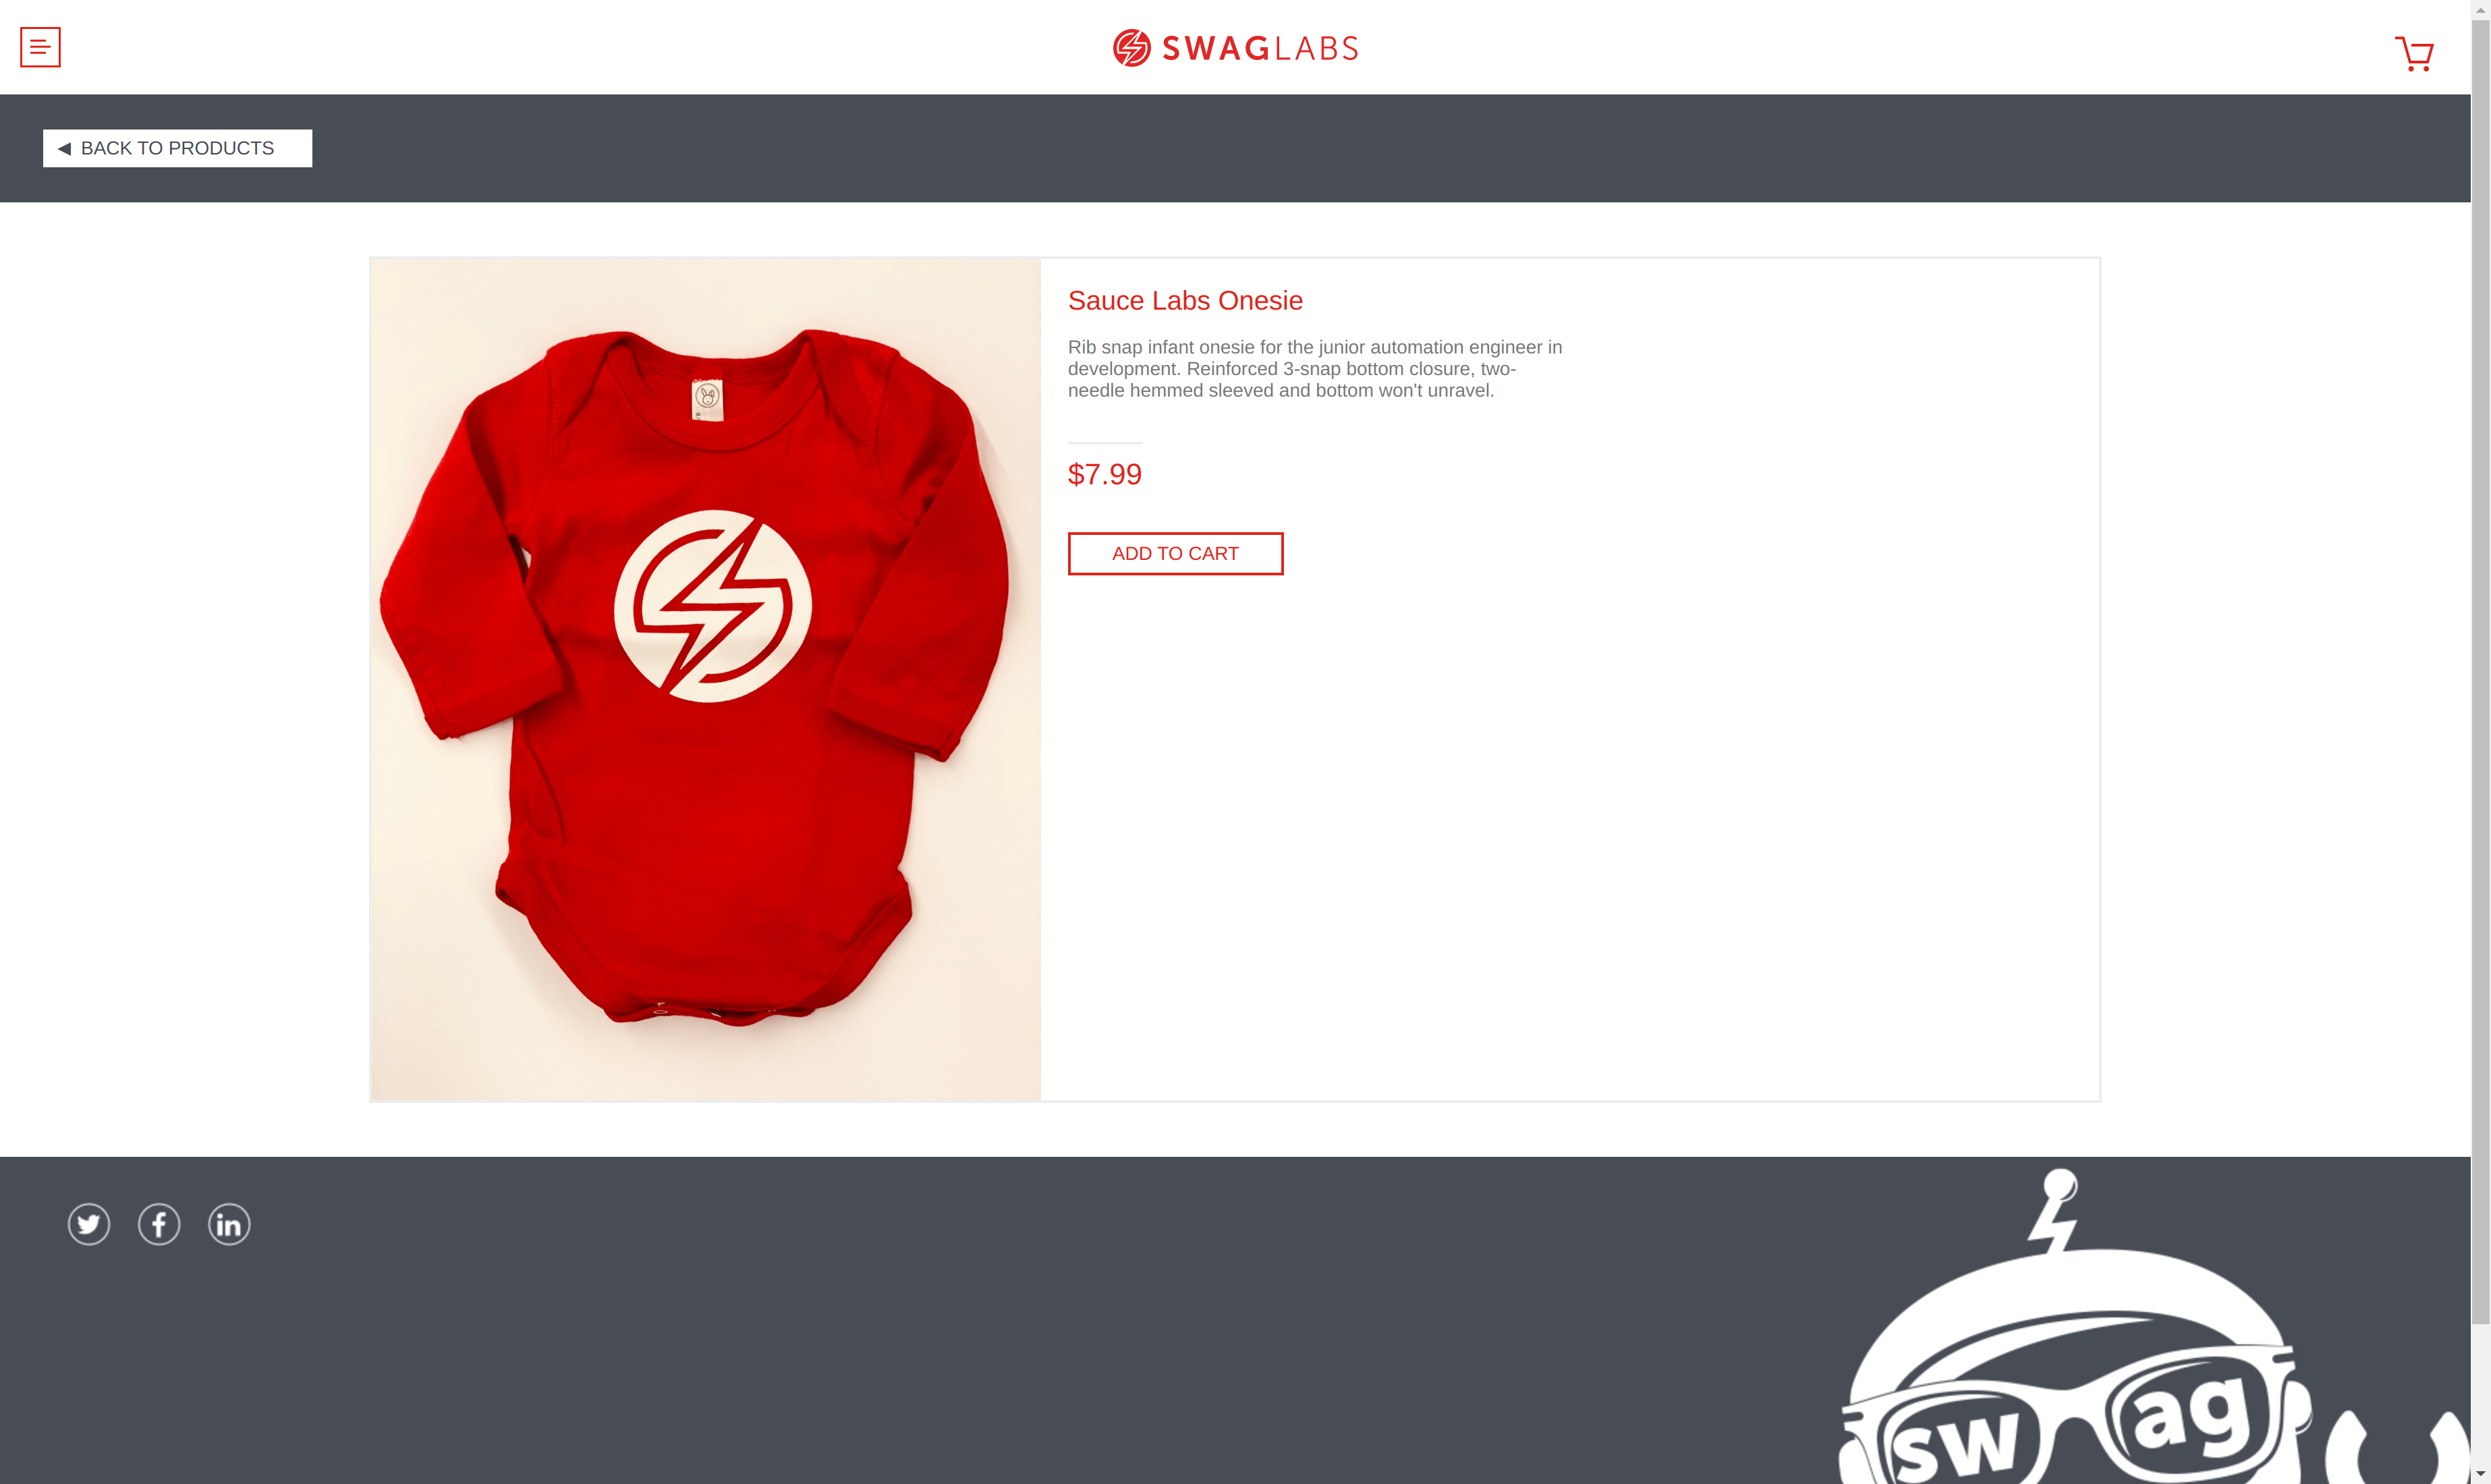 SWAGLABS
BACK TO PRODUCTS
Sauce Labs Onesie
Rib snap infant onesie for the junior automation engineer in
development. Reinforced 3-snap bottom closure, two-
needle hemmed sleeved and bottom won't unravel.
$7.99
ADD TO CART
in
sw ag